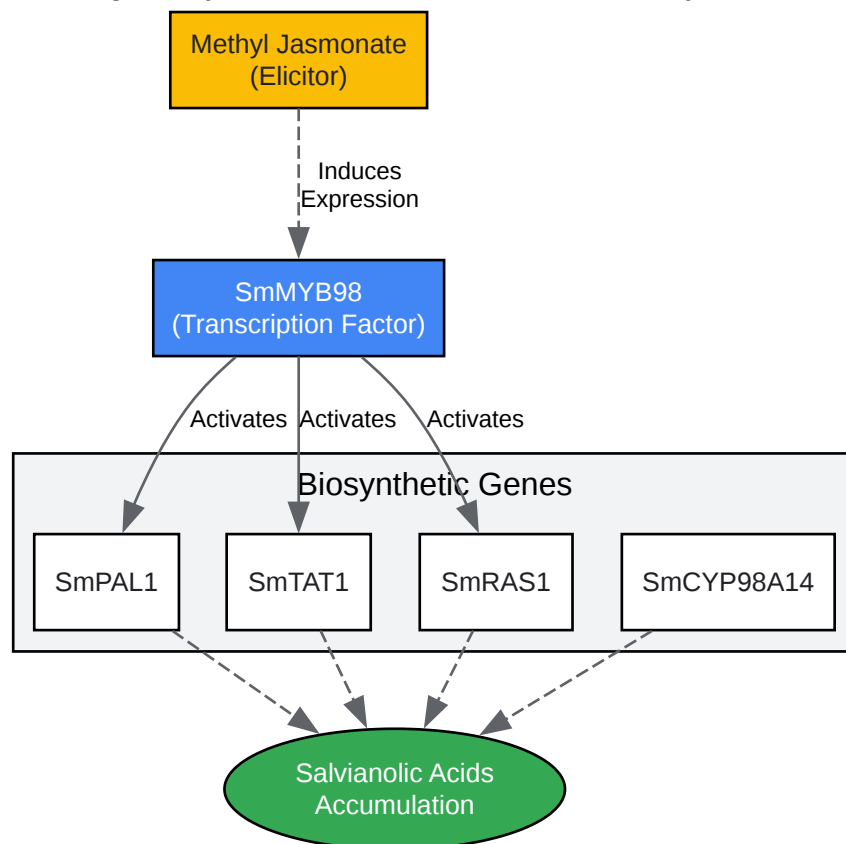 Methyl Jasmonate
(Elicitor)
Induces
Expression
SmMYB98
(Transcription Factor)
Activates
Activates
Activates
Biosynthetic Genes
SmPAL1
SmTAT1
SmRAS1
SmCYP98A14
Salvianolic Acids
Accumulation